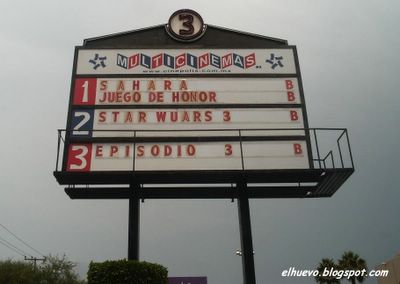 3
MULTICINEMAS
www.cinepolis.com.mx
1 SAHARA B
JUEGO DE HONOR B
2 STAR WUARS 3 B
3 EPISODIO 3 B
elhuevo.blogspot.com